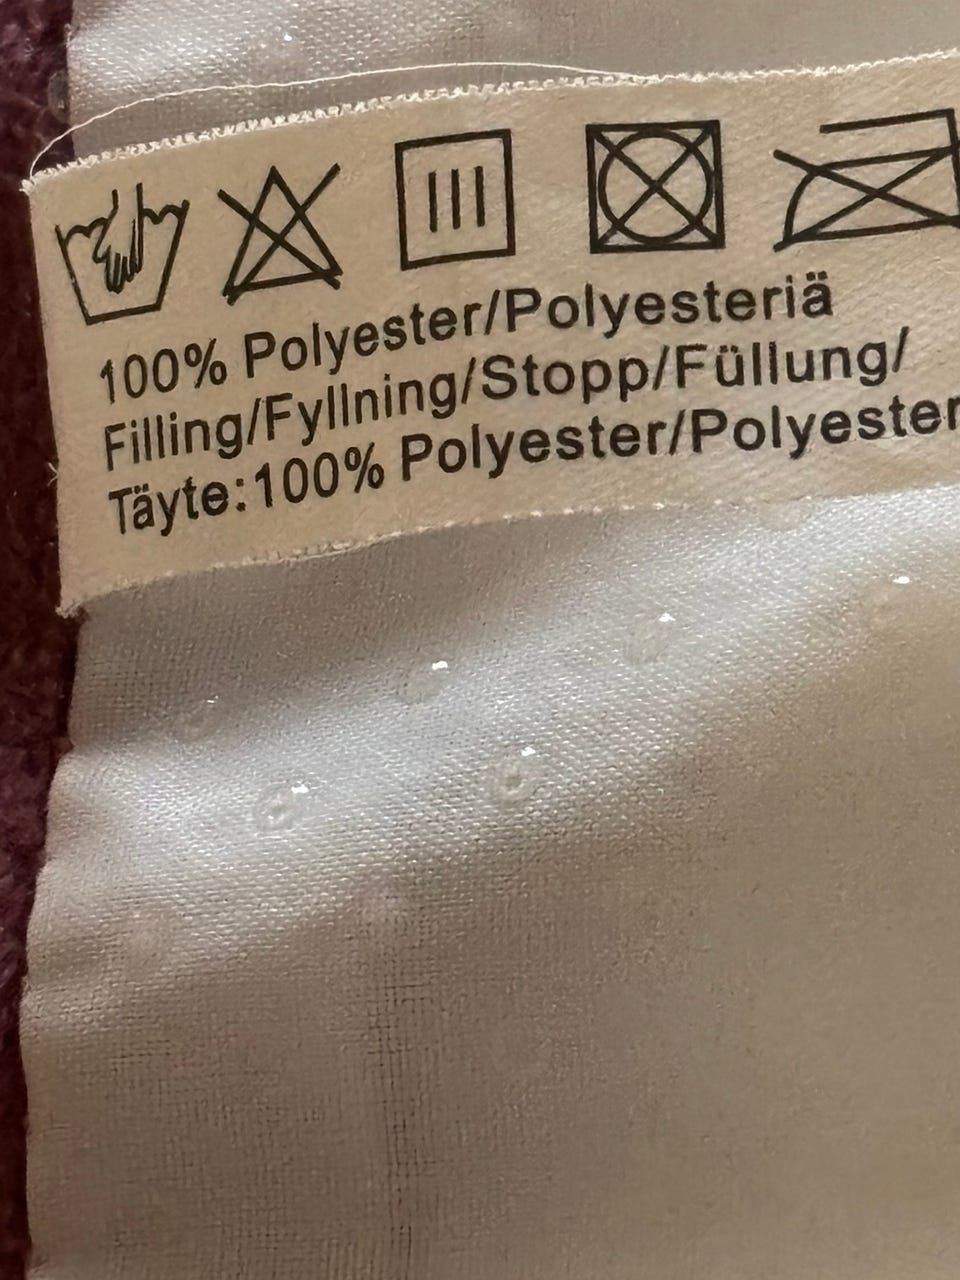 100% Polyester/Polyesteriä
Filling/Fyllning/Stopp/Füllung/
Täyte:100% Polyester/Polyester